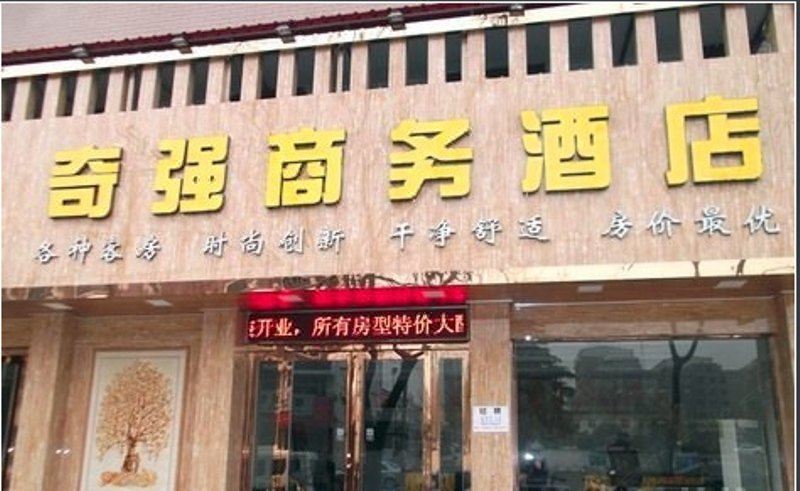 奇强商务酒店
各种客房 时尚创新 干净舒适 房价最优
开业，所有房型特价大